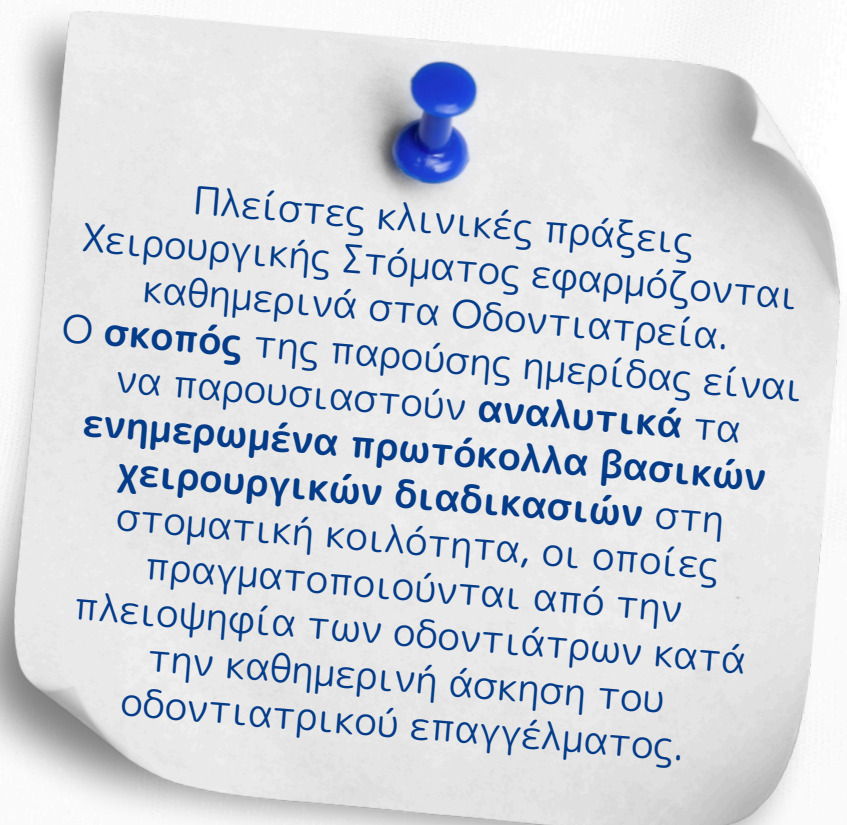 Πλείστες κλινικές πράξεις
Χειρουργικής Στόματος εφαρμόζονται
καθημερινά στα Οδοντιατρεία.
Ο σκοπός της παρούσης ημερίδας είναι
να παρουσιαστούν αναλυτικά τα
ενημερωμένα πρωτόκολλα βασικών
χειρουργικών διαδικασιών στη
στοματική κοιλότητα, οι οποίες
πραγματοποιούνται από την
πλειοψηφία των οδοντιάτρων κατά
την καθημερινή άσκηση του
οδοντιατρικού επαγγέλματος.